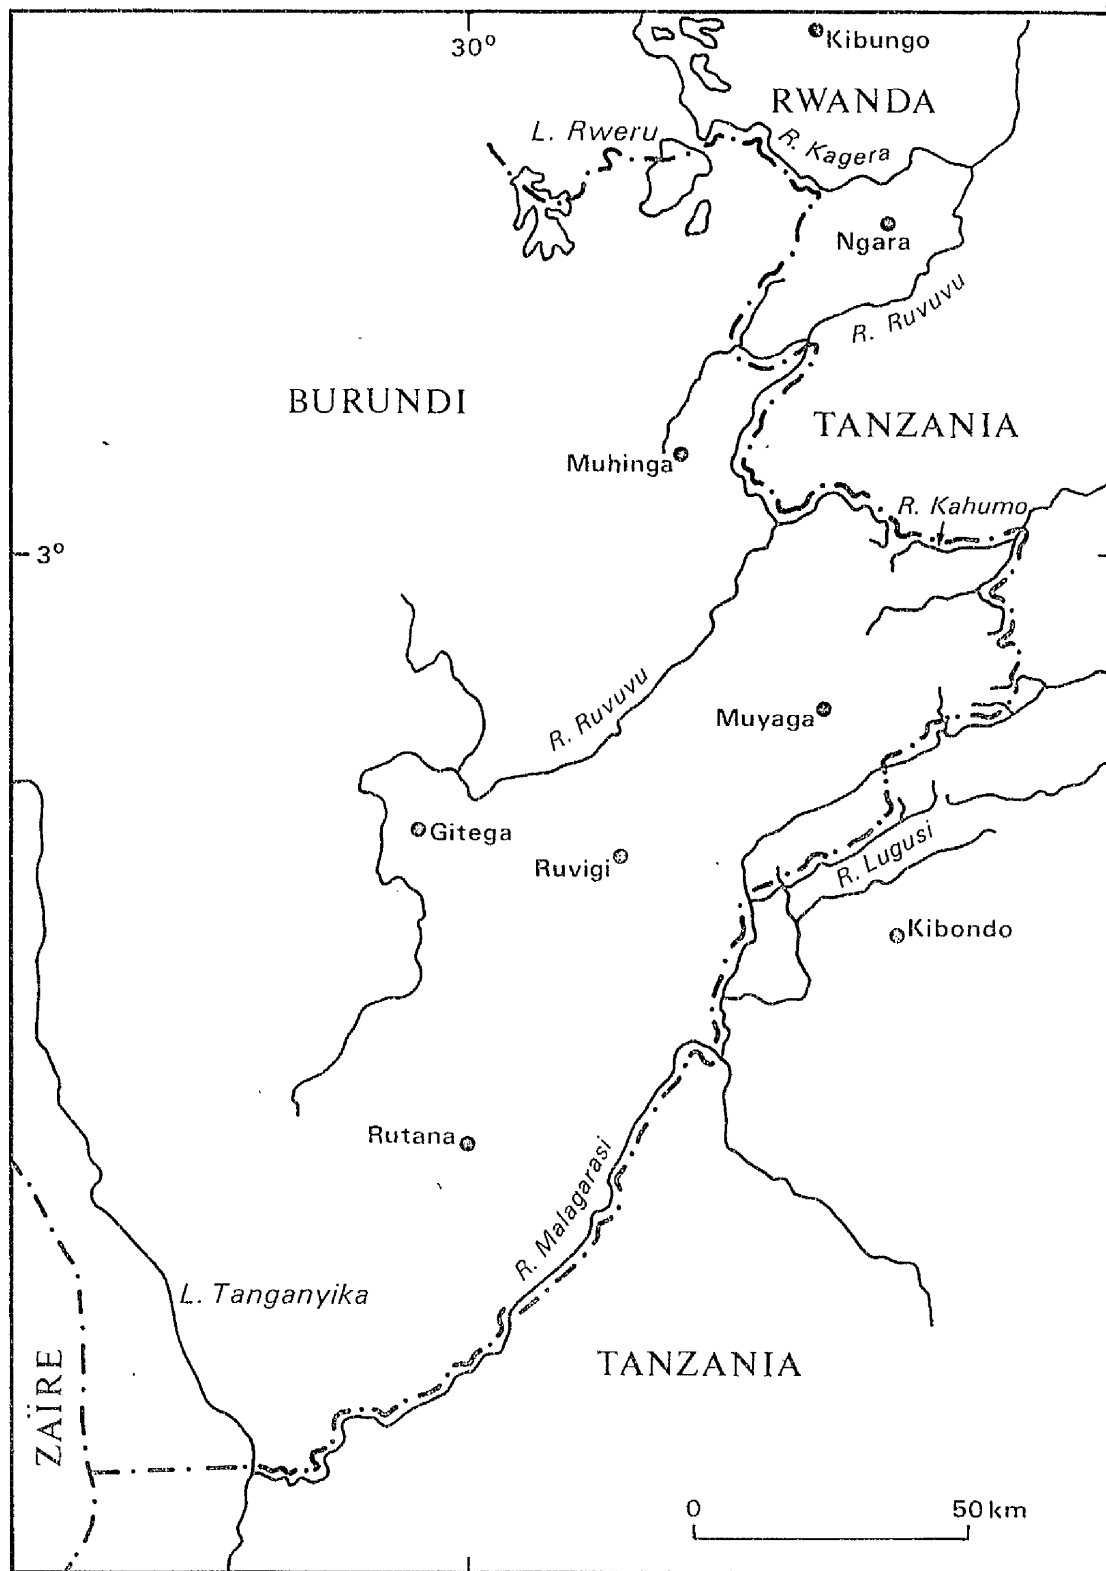 30°
Kibungo
RWANDA
L. Rweru
R. Kagera
Ngara
R. Ruvuvu
BURUNDI
TANZANIA
Muhinga
R. Kahumo
3°
R. Ruvuvu
Muyaga
Gitega
Ruvigi
R. Lugusi
Kibondo
Rutana
R. Malagarasi
L. Tanganyika
ZAÏRE
TANZANIA
0 50 km